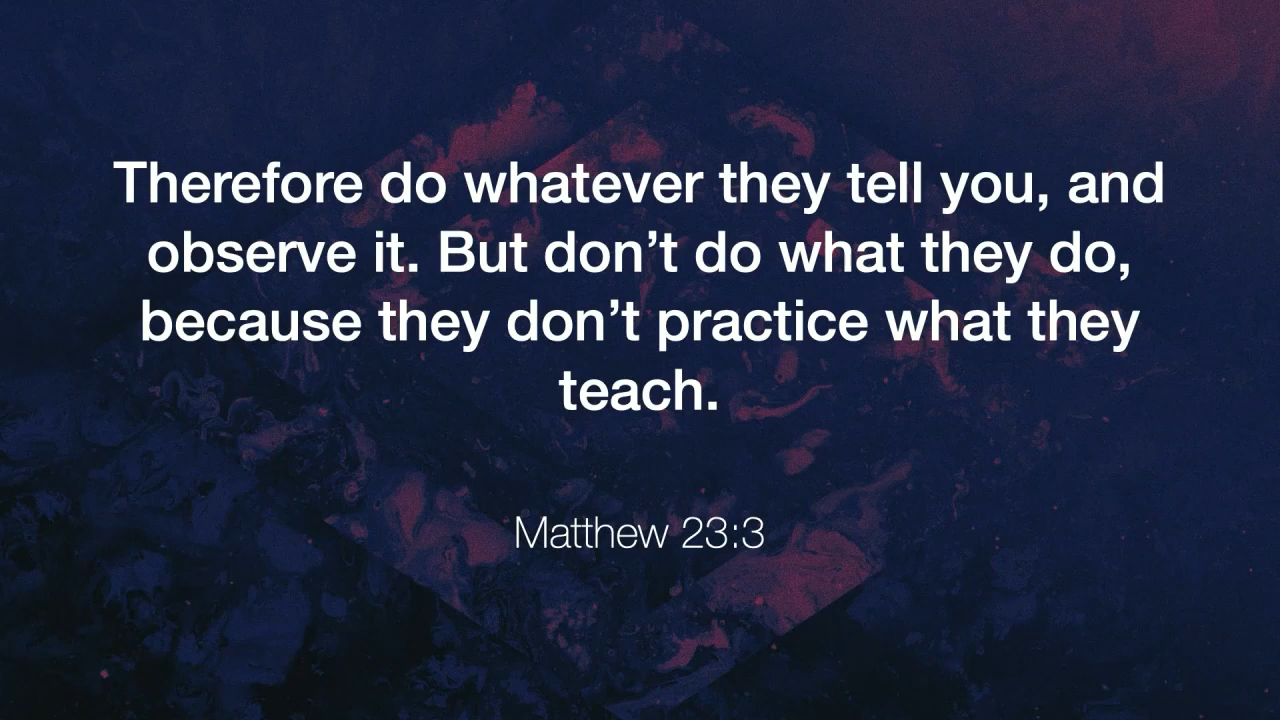 Therefore do whatever they tell you, and
observe it. But don’t do what they do,
because they don’t practice what they
teach.
Matthew 23:3